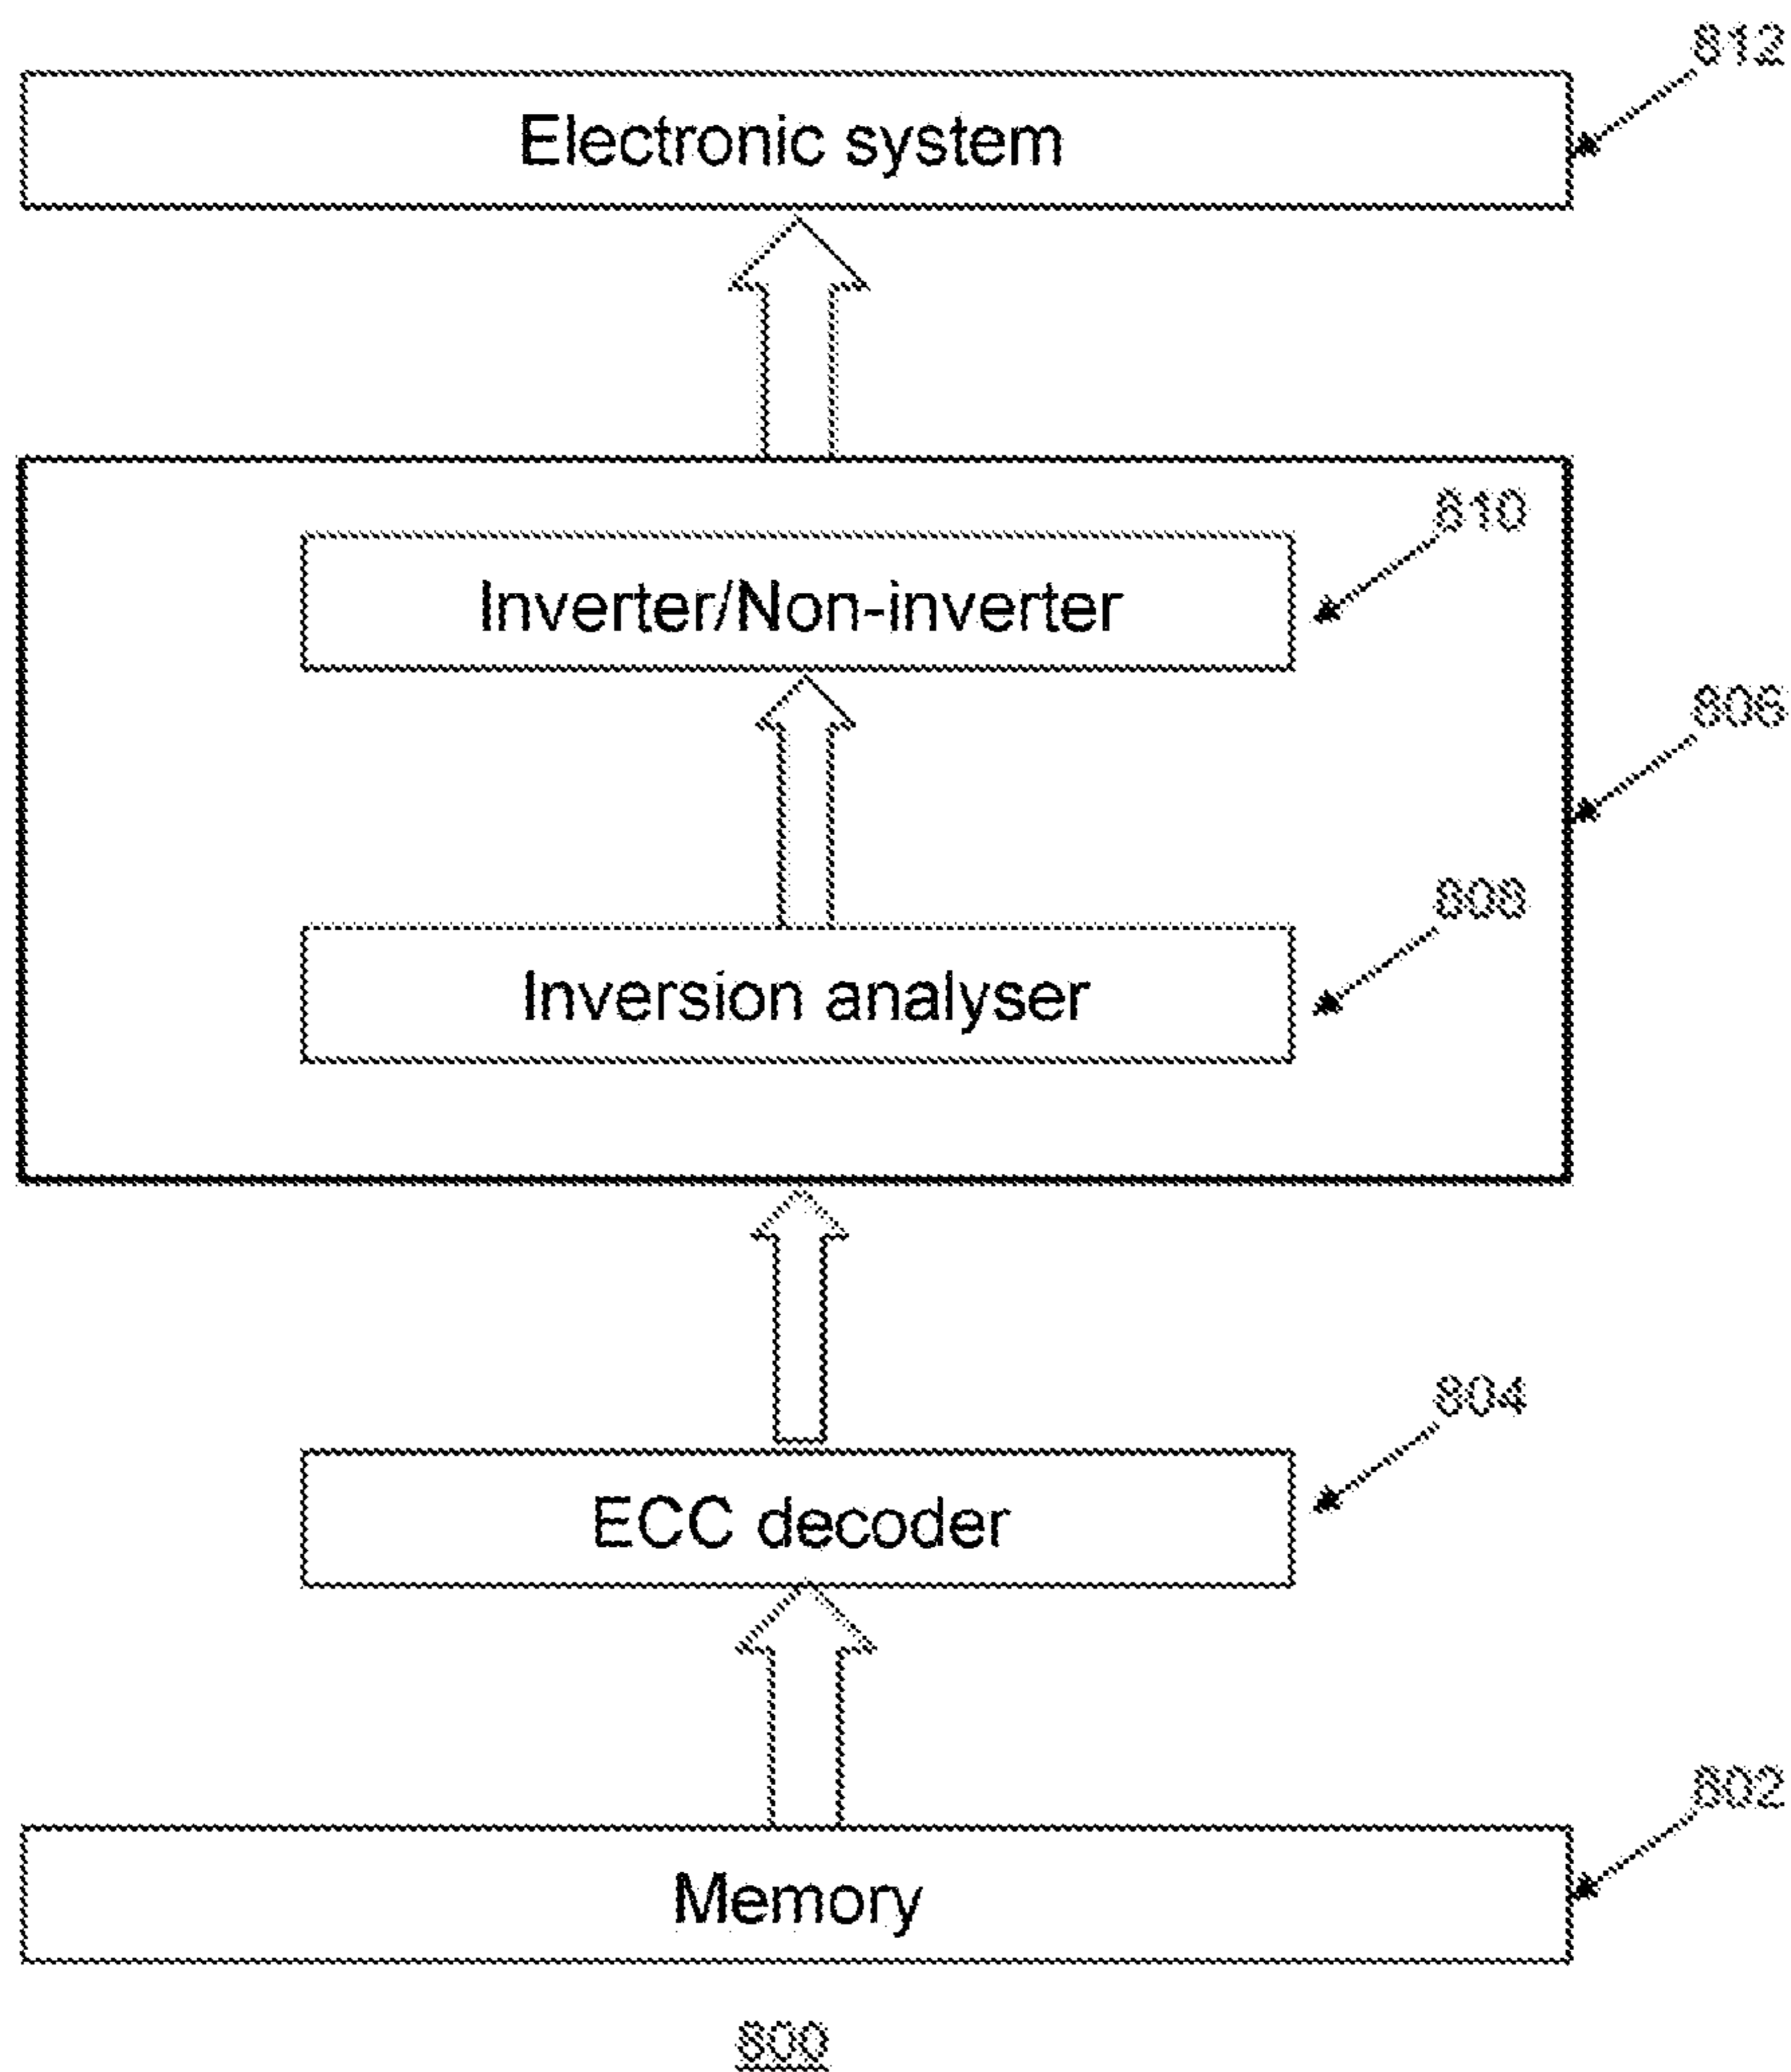 812
Electronic system
810
Inverter/Non-inverter
806
808
Inversion analyser
804
ECC decoder
802
Memory
800